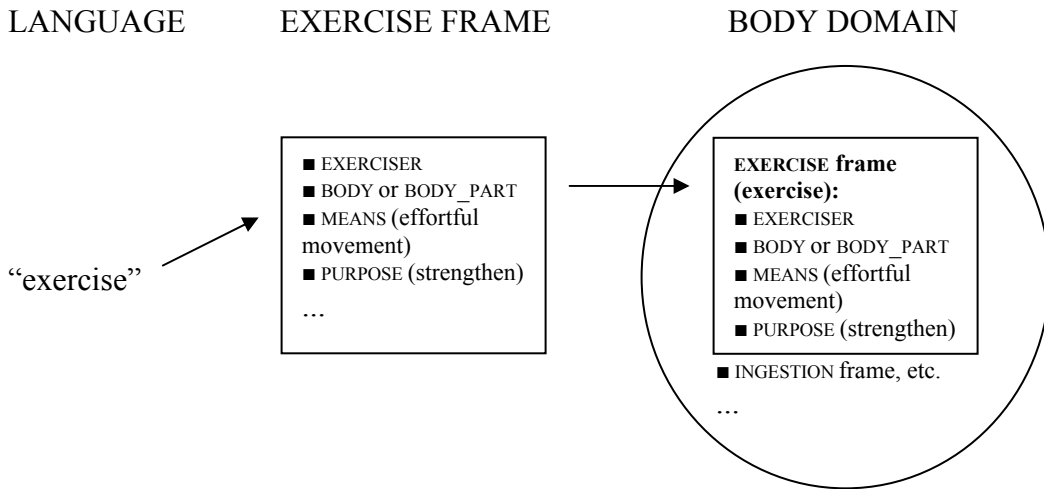 LANGUAGE EXERCISE FRAME BODY DOMAIN
“exercise”
■ EXERCISER
■ BODY or BODY_PART
■ MEANS (effortful
movement)
■ PURPOSE (strengthen)
...
EXERCISE frame
(exercise):
■ EXERCISER
■ BODY or BODY_PART
■ MEANS (effortful
movement)
■ PURPOSE (strengthen)
■ INGESTION frame, etc.
...